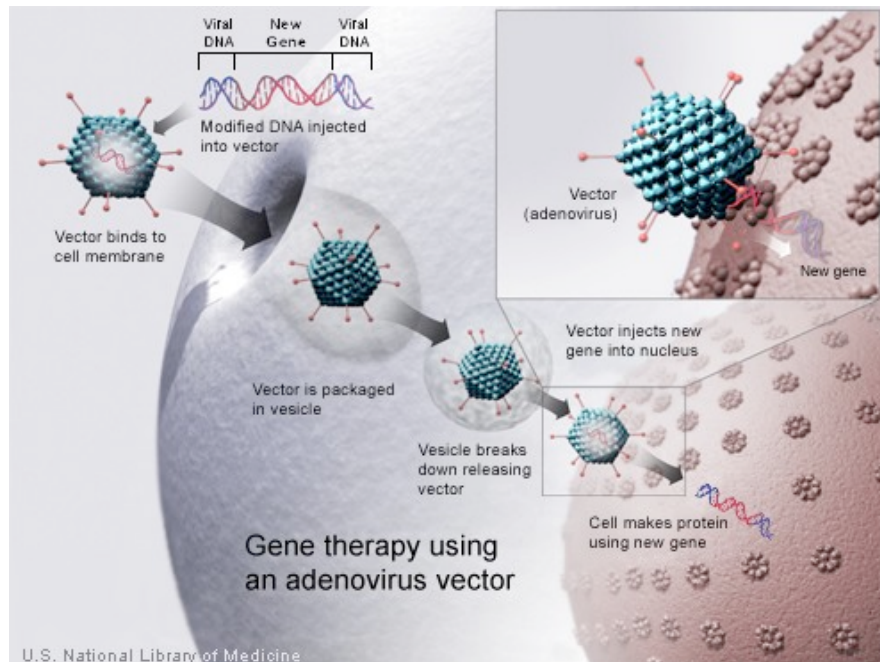 Viral
DNA
New
Gene
Viral
DNA
Modified DNA injected
into vector
Vector binds to
cell membrane
Vector
(adenovirus)
New gene
Vector is packaged
in vesicle
Vector injects new
gene into nucleus
Vesicle breaks
down releasing
vector
Cell makes protein
using new gene
Gene therapy using
an adenovirus vector
U.S. National Library of Medicine